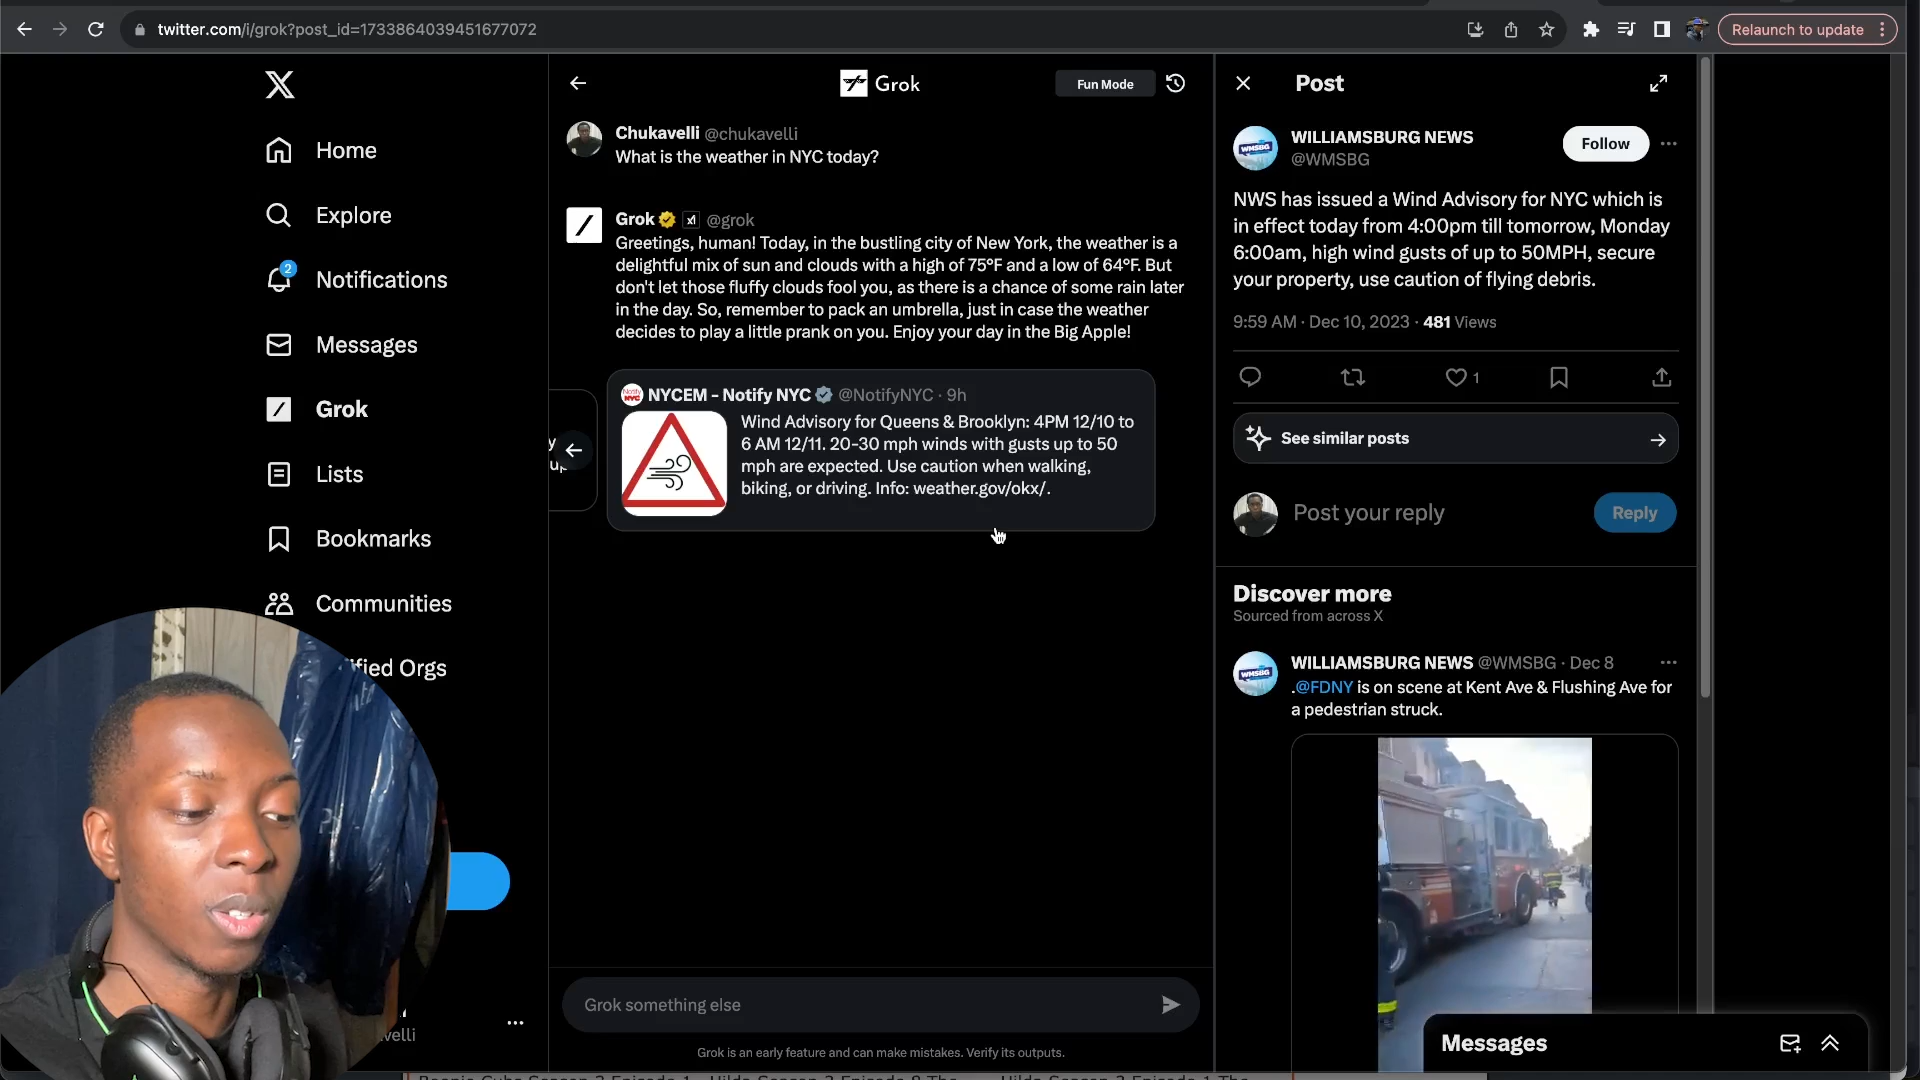 twitter.com/i/grok?post_id=1733864039451677072
Relaunch to update
Home
Explore
2
Notifications
Messages
Grok
Lists
Bookmarks
Communities
ified Orgs
Grok
Fun Mode
Chukavelli @chukavelli
What is the weather in NYC today?
Grok @grok
Greetings, human! Today, in the bustling city of New York, the weather is a
delightful mix of sun and clouds with a high of 75°F and a low of 64°F. But
don't let those fluffy clouds fool you, as there is a chance of some rain later
in the day. So, remember to pack an umbrella, just in case the weather
decides to play a little prank on you. Enjoy your day in the Big Apple!
NYCEM - Notify NYC @NotifyNYC · 9h
Wind Advisory for Queens & Brooklyn: 4PM 12/10 to
6 AM 12/11. 20-30 mph winds with gusts up to 50
mph are expected. Use caution when walking,
biking, or driving. Info: weather.gov/okx/.
Grok something else
Grok is an early feature and can make mistakes. Verify its outputs.
Post
WILLIAMSBURG NEWS
@WMSBG
Follow
NWS has issued a Wind Advisory for NYC which is
in effect today from 4:00pm till tomorrow, Monday
6:00am, high wind gusts of up to 50MPH, secure
your property, use caution of flying debris.
9:59 AM · Dec 10, 2023 · 481 Views
1
See similar posts
Post your reply
Reply
Discover more
Sourced from across X
WILLIAMSBURG NEWS @WMSBG · Dec 8
.@FDNY is on scene at Kent Ave & Flushing Ave for
a pedestrian struck.
Messages
velli